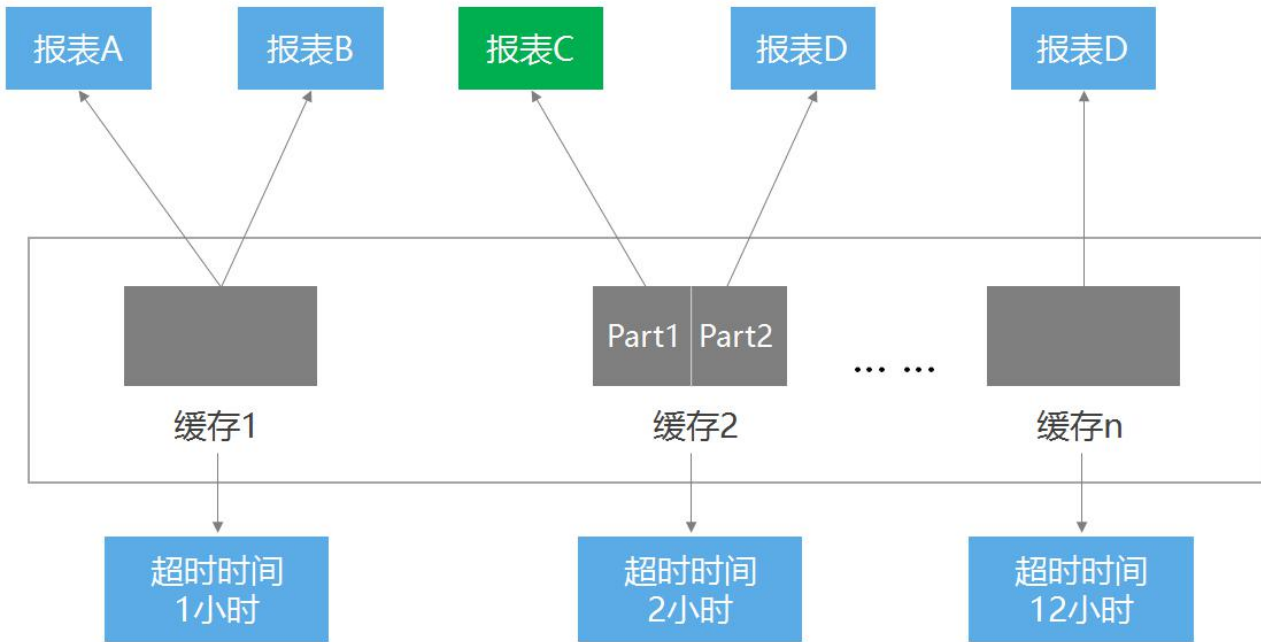 报表A
报表B
报表C
报表D
报表D
Part1
Part2
... ...
缓存1
缓存2
缓存n
超时时间
1小时
超时时间
2小时
超时时间
12小时